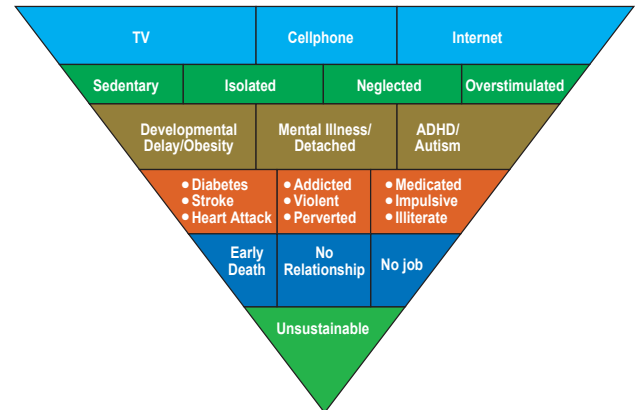 TV Cellphone Internet
Sedentary Isolated Neglected Overstimulated
Developmental
Delay/Obesity
Mental Illness/
Detached
ADHD/
Autism
• Diabetes
• Stroke
• Heart Attack
• Addicted
• Violent
• Perverted
• Medicated
• Impulsive
• Illiterate
Early
Death
No
Relationship
No job
Unsustainable